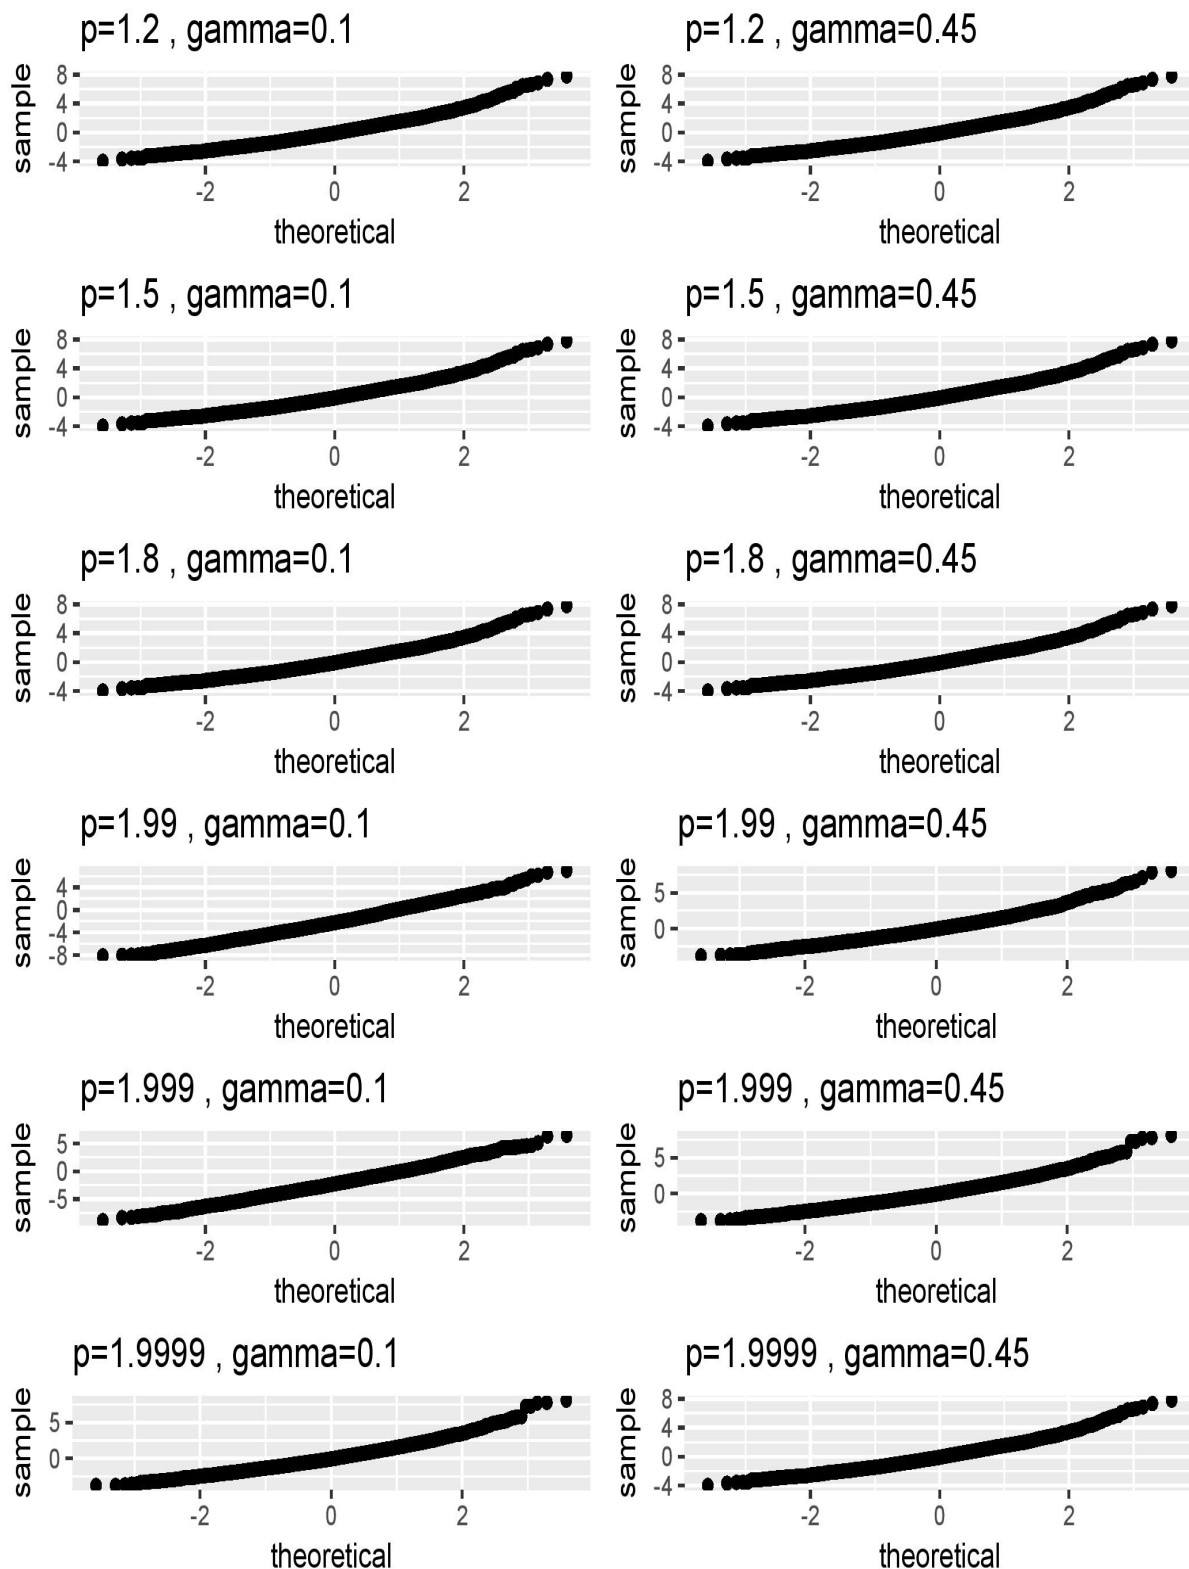 p=1.2 , gamma=0.1
p=1.2 , gamma=0.45
sample
8
4
0
-4
-2 0 2
theoretical
sample
8
4
0
-4
-2 0 2
theoretical
p=1.5 , gamma=0.1
p=1.5 , gamma=0.45
sample
8
4
0
-4
-2 0 2
theoretical
sample
8
4
0
-4
-2 0 2
theoretical
p=1.8 , gamma=0.1
p=1.8 , gamma=0.45
sample
8
4
0
-4
-2 0 2
theoretical
sample
8
4
0
-4
-2 0 2
theoretical
p=1.99 , gamma=0.1
p=1.99 , gamma=0.45
sample
4
0
-4
-8
-2 0 2
theoretical
sample
5
0
-2 0 2
theoretical
p=1.999 , gamma=0.1
p=1.999 , gamma=0.45
sample
5
0
-5
-2 0 2
theoretical
sample
5
0
-2 0 2
theoretical
p=1.9999 , gamma=0.1
p=1.9999 , gamma=0.45
sample
5
0
-2 0 2
theoretical
sample
8
4
0
-4
-2 0 2
theoretical